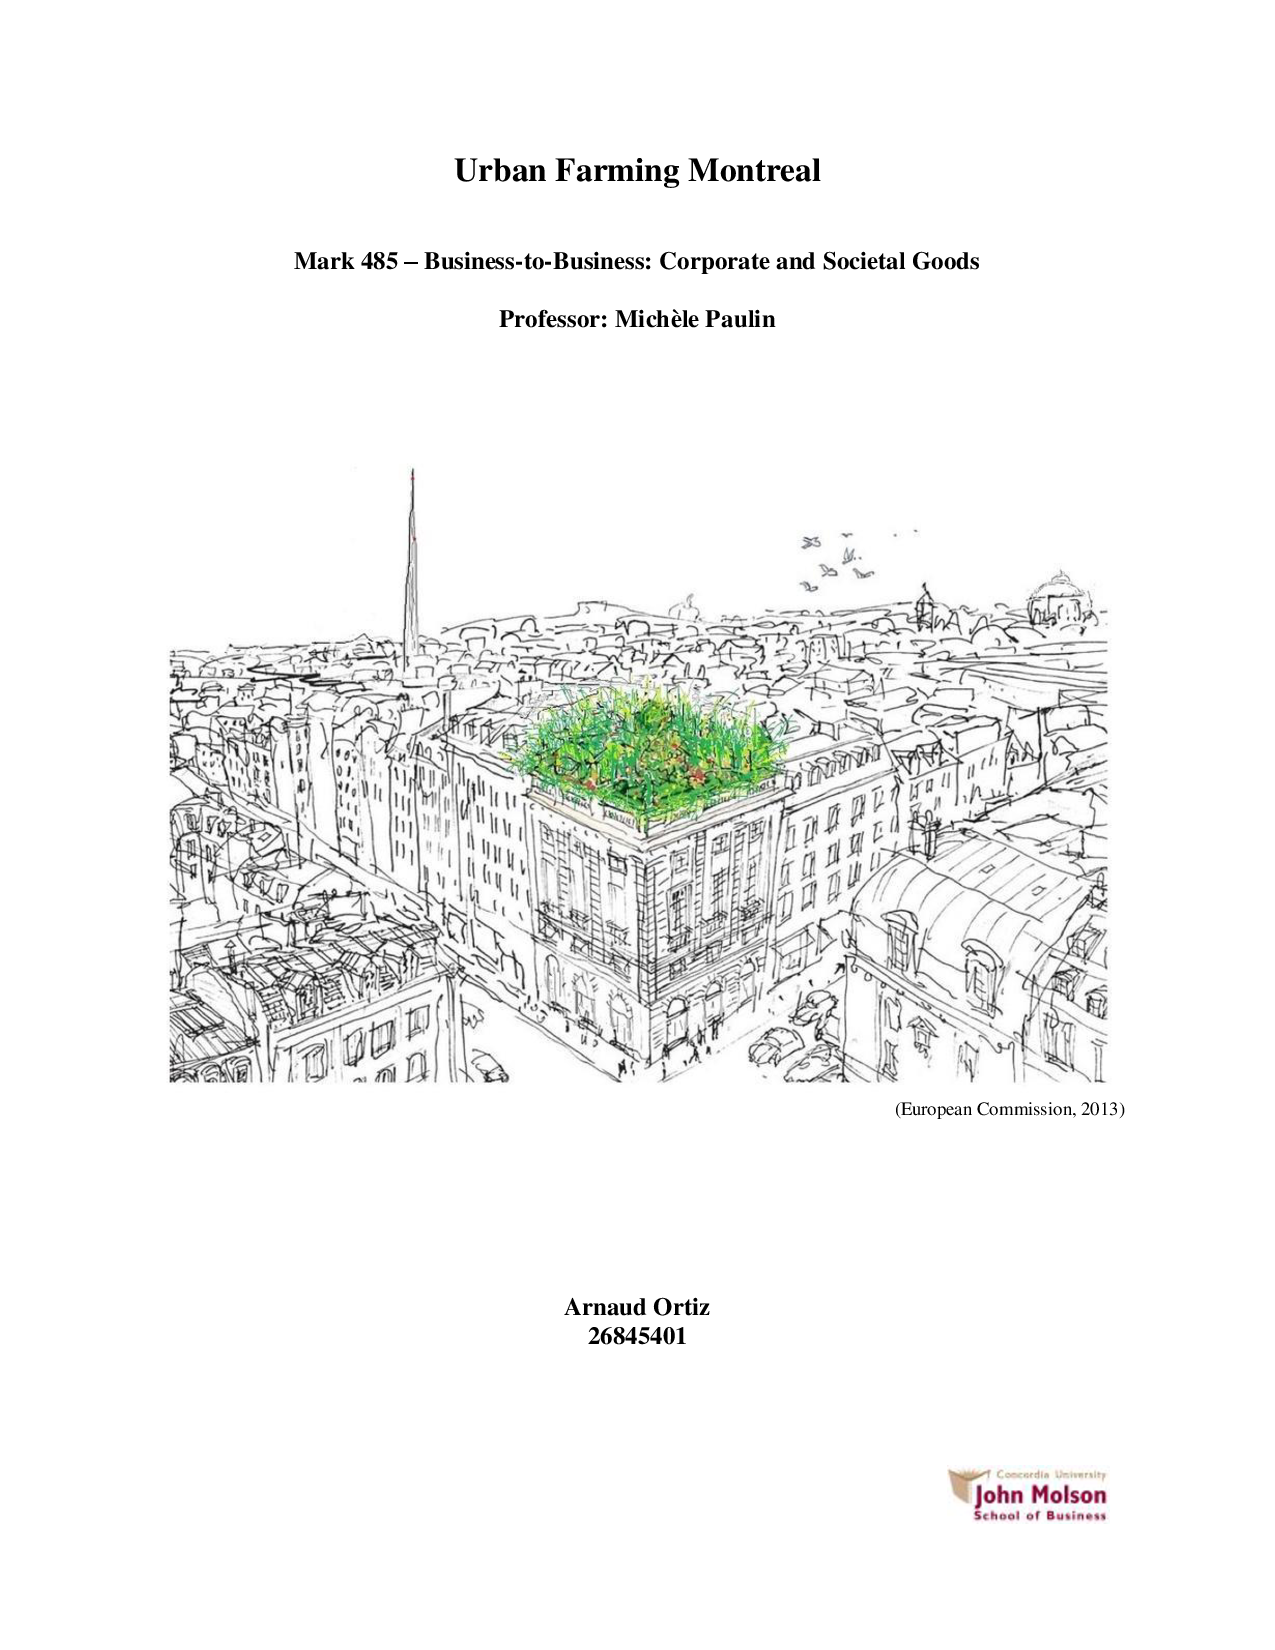 Urban Farming Montreal
Mark 485 – Business-to-Business: Corporate and Societal Goods
Professor: Michèle Paulin
(European Commission, 2013)
Arnaud Ortiz
26845401
Concordia University
John Molson
School of Business